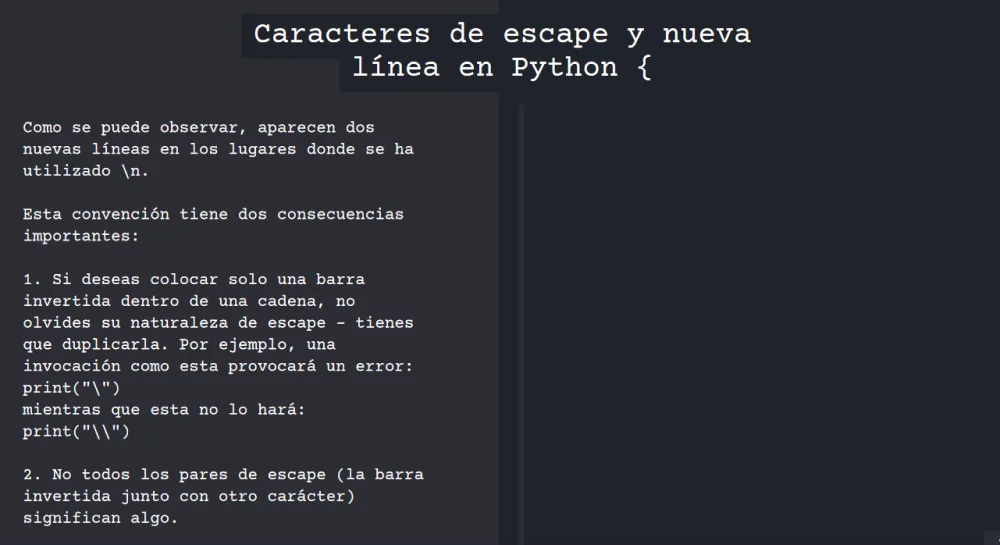 Caracteres de escape y nueva
línea en Python {
Como se puede observar, aparecen dos
nuevas líneas en los lugares donde se ha
utilizado \n.
Esta convención tiene dos consecuencias
importantes:
1. Si deseas colocar solo una barra
invertida dentro de una cadena, no
olvides su naturaleza de escape - tienes
que duplicarla. Por ejemplo, una
invocación como esta provocará un error:
print("\")
mientras que esta no lo hará:
print("\\")
2. No todos los pares de escape (la barra
invertida junto con otro carácter)
significan algo.